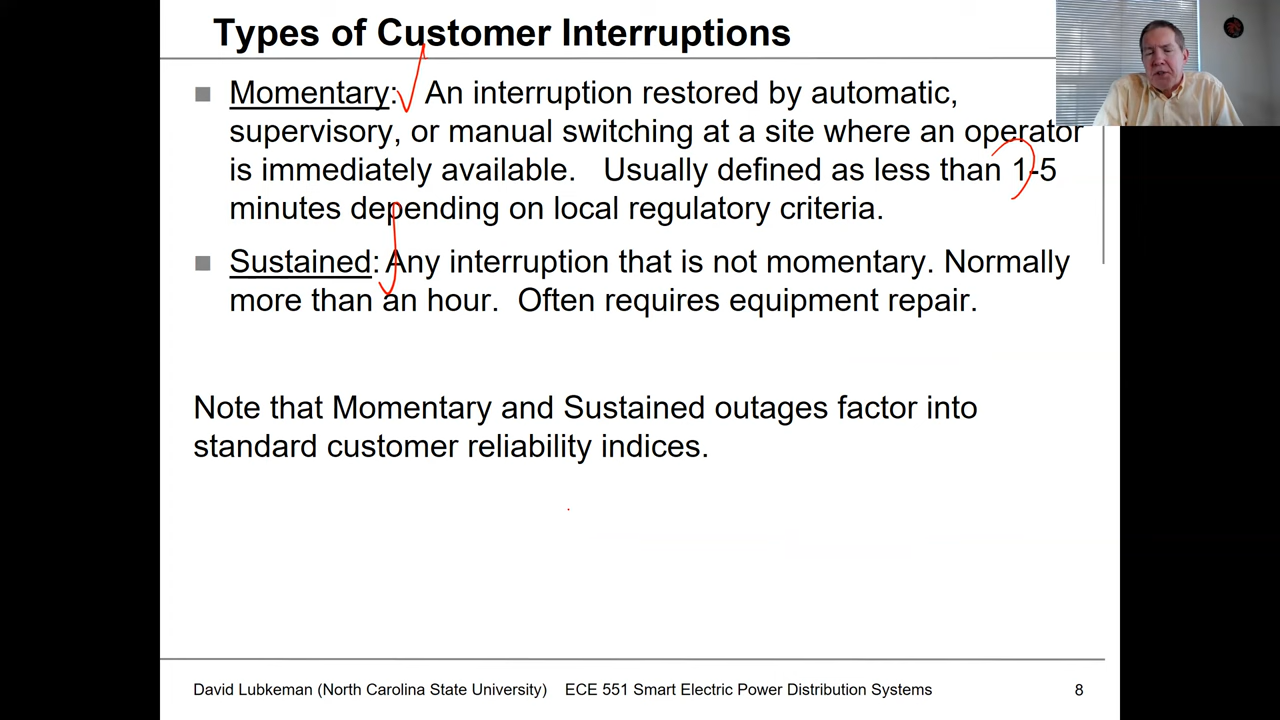 Types of Customer Interruptions
Momentary: An interruption restored by automatic,
supervisory, or manual switching at a site where an operator
is immediately available. Usually defined as less than 1-5
minutes depending on local regulatory criteria.
Sustained: Any interruption that is not momentary. Normally
more than an hour. Often requires equipment repair.
Note that Momentary and Sustained outages factor into
standard customer reliability indices.
David Lubkeman (North Carolina State University) ECE 551 Smart Electric Power Distribution Systems 8